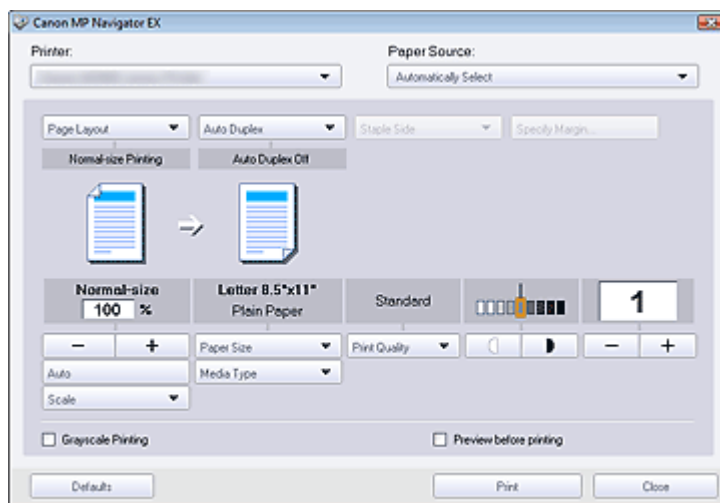 Canon MP Navigator EX
Printer: Paper Source:
Automatically Select
Page Layout Auto Duplex Staple Side Specify Margin...
Normal-size Printing Auto Duplex Off
Normal-size Letter 8.5"x11" Standard 1
100 % Plain Paper
- + Paper Size Print Quality - +
Auto Media Type
Scale
Grayscale Printing Preview before printing
Defaults Print Close